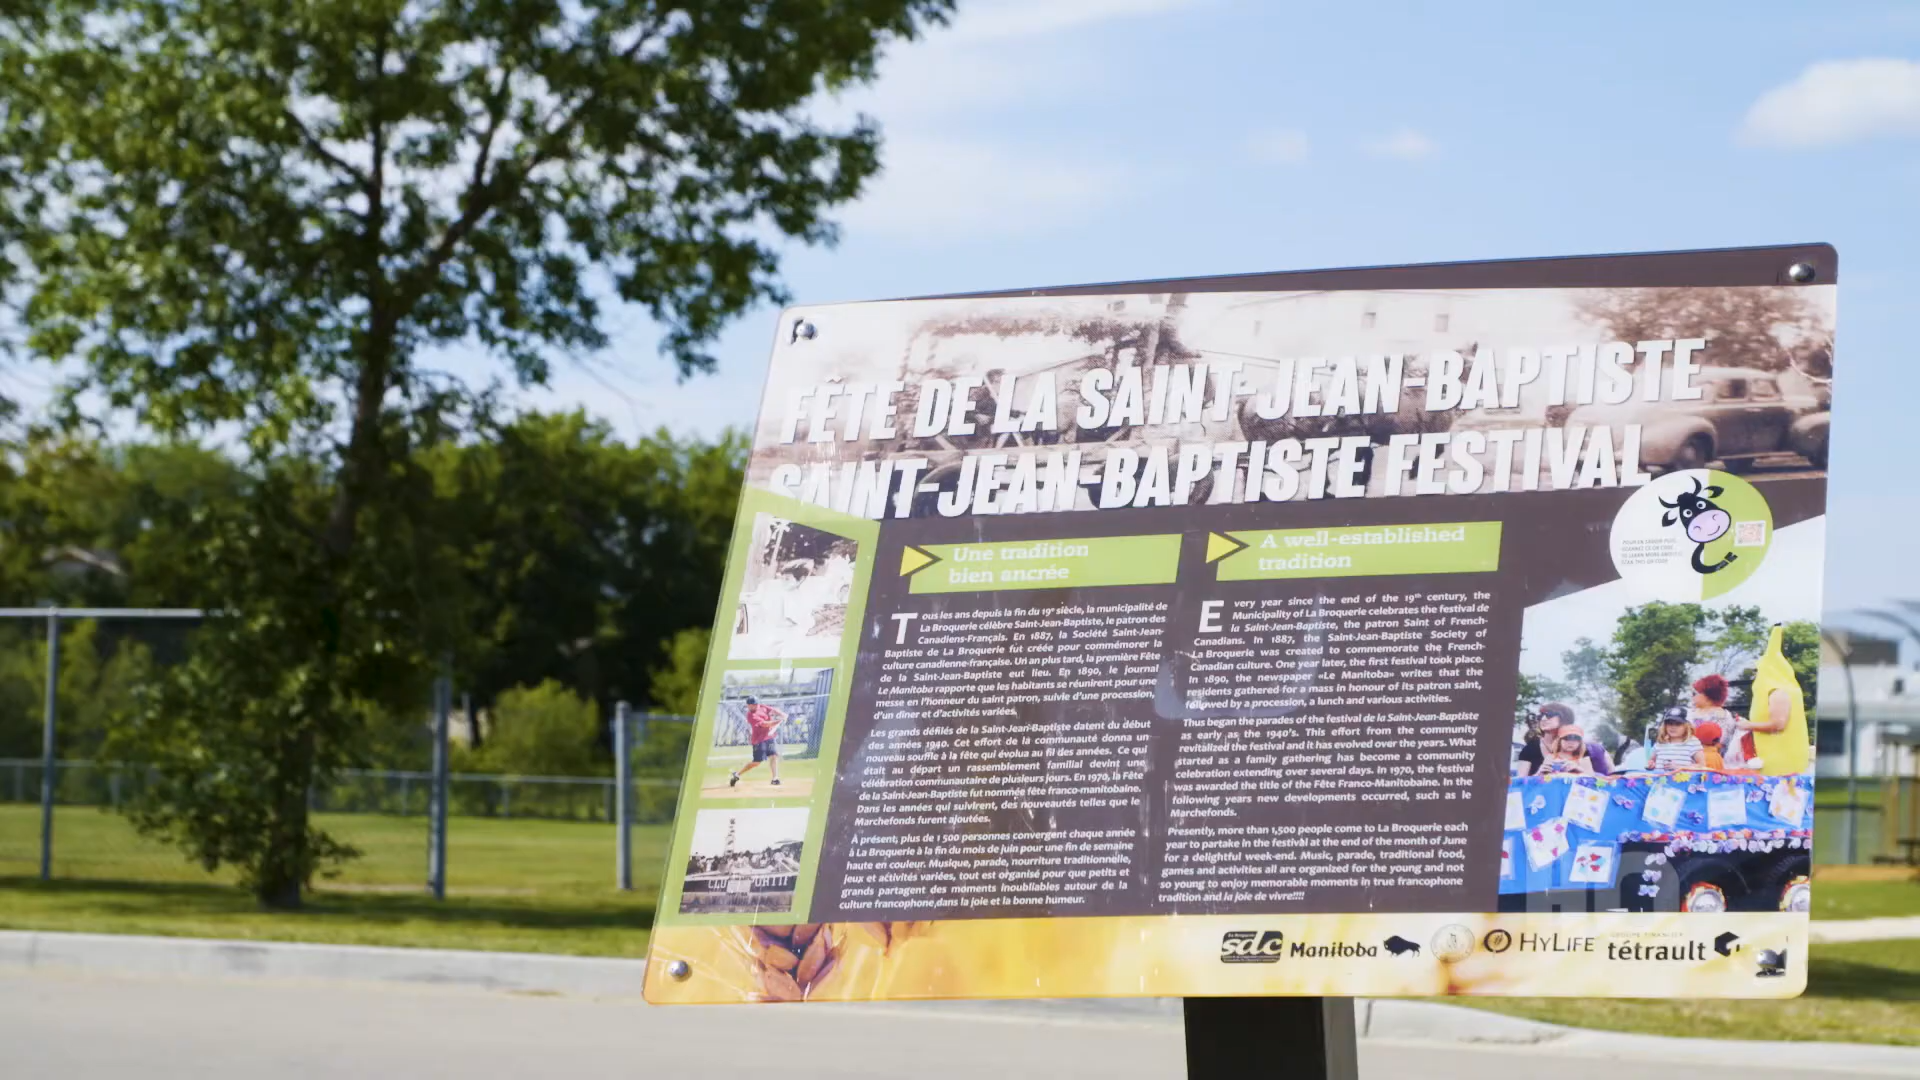 FÊTE DE LA SAINT-JEAN-BAPTISTE
SAINT-JEAN-BAPTISTE FESTIVAL
Une tradition
bien ancrée
Tous les ans depuis la fin du 19e siècle, la municipalité de
La Broquerie célèbre Saint-Jean-Baptiste, le patron des
Canadiens-Français. En 1887, la Société Saint-Jean-
Baptiste de La Broquerie fut créée pour commémorer la
culture canadienne-française. Un an plus tard, la première Fête
de la Saint-Jean-Baptiste eut lieu. En 1890, le journal
Le Manitoba rapporte que les habitants se réunirent pour une
messe en l'honneur du saint patron, suivie d'une procession,
d'un dîner et d'activités variées.
Les grands défilés de la Saint-Jean-Baptiste datent du début
des années 1940. Cet effort de la communauté donna un
nouveau souffle à la fête qui évolua au fil des années. Ce qui
était au départ un rassemblement familial devint une
célébration communautaire de plusieurs jours. En 1970, la Fête
de la Saint-Jean-Baptiste fut nommée fête franco-manitobaine.
Dans les années qui suivirent, des nouveautés telles que le
Marchefonds furent ajoutées.
À présent, plus de 1 500 personnes convergent chaque année
à La Broquerie à la fin du mois de juin pour une fin de semaine
haute en couleur. Musique, parade, nourriture traditionnelle,
jeux et activités variées, tout est organisé pour que petits et
grands partagent des moments inoubliables autour de la
culture francophone,dans la joie et la bonne humeur.
A well-established
tradition
Every year since the end of the 19th century, the
Municipality of La Broquerie celebrates the festival de
la Saint-Jean-Baptiste, the patron Saint of French-
Canadians. In 1887, the Saint-Jean-Baptiste Society of
La Broquerie was created to commemorate the French-
Canadian culture. One year later, the first festival took place.
In 1890, the newspaper «Le Manitoba» writes that the
residents gathered for a mass in honour of its patron saint,
followed by a procession, a lunch and various activities.
Thus began the parades of the festival de la Saint-Jean-Baptiste
as early as the 1940's. This effort from the community
revitalized the festival and it has evolved over the years. What
started as a family gathering has become a community
celebration extending over several days. In 1970, the festival
was awarded the title of the Fête Franco-Manitobaine. In the
following years new developments occurred, such as le
Marchefonds.
Presently, more than 1,500 people come to La Broquerie each
year to partake in the festival at the end of the month of June
for a delightful week-end. Music, parade, traditional food,
games and activities all are organized for the young and not
so young to enjoy memorable moments in true francophone
tradition and la joie de vivre!!!!
sdc
Manitoba
HYLIFE
tétrault